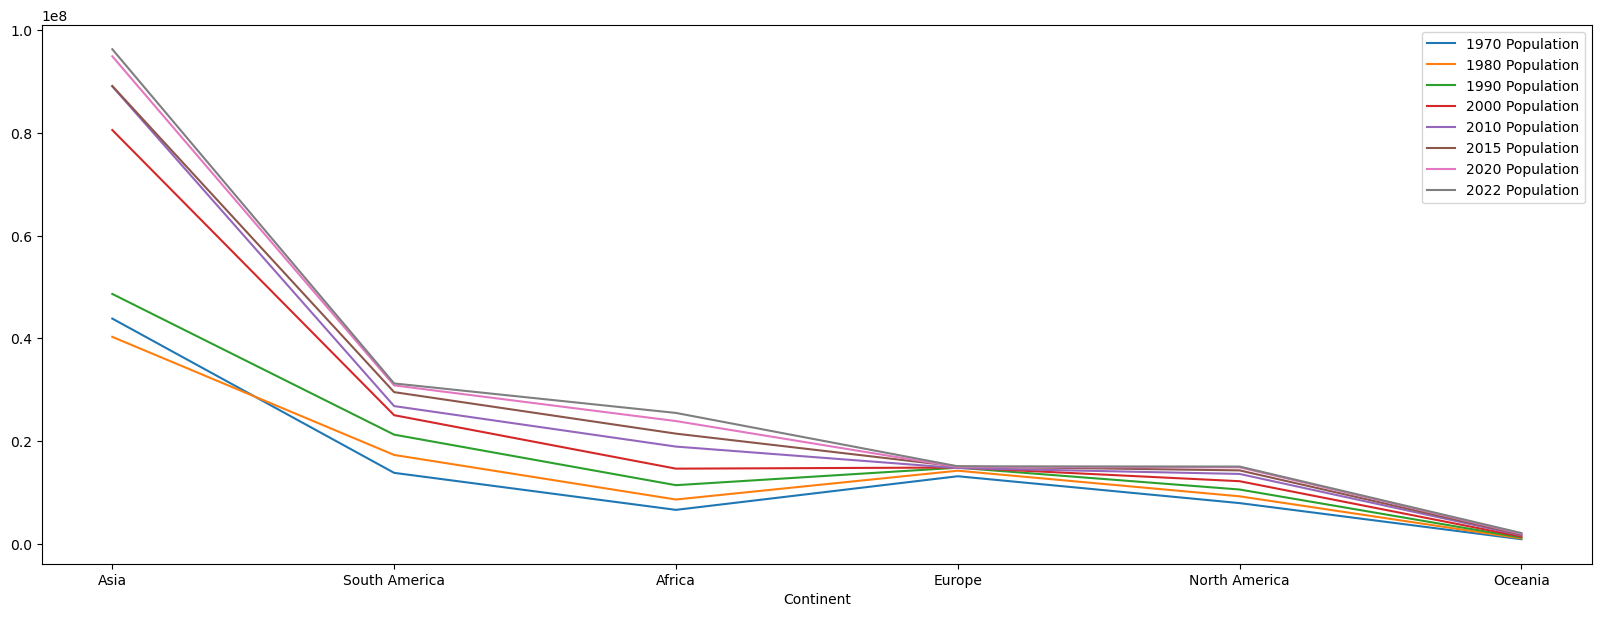 1e8
1.0
0.8
0.6
0.4
0.2
0.0
1970 Population
1980 Population
1990 Population
2000 Population
2010 Population
2015 Population
2020 Population
2022 Population
Asia South America Africa Europe North America Oceania
Continent